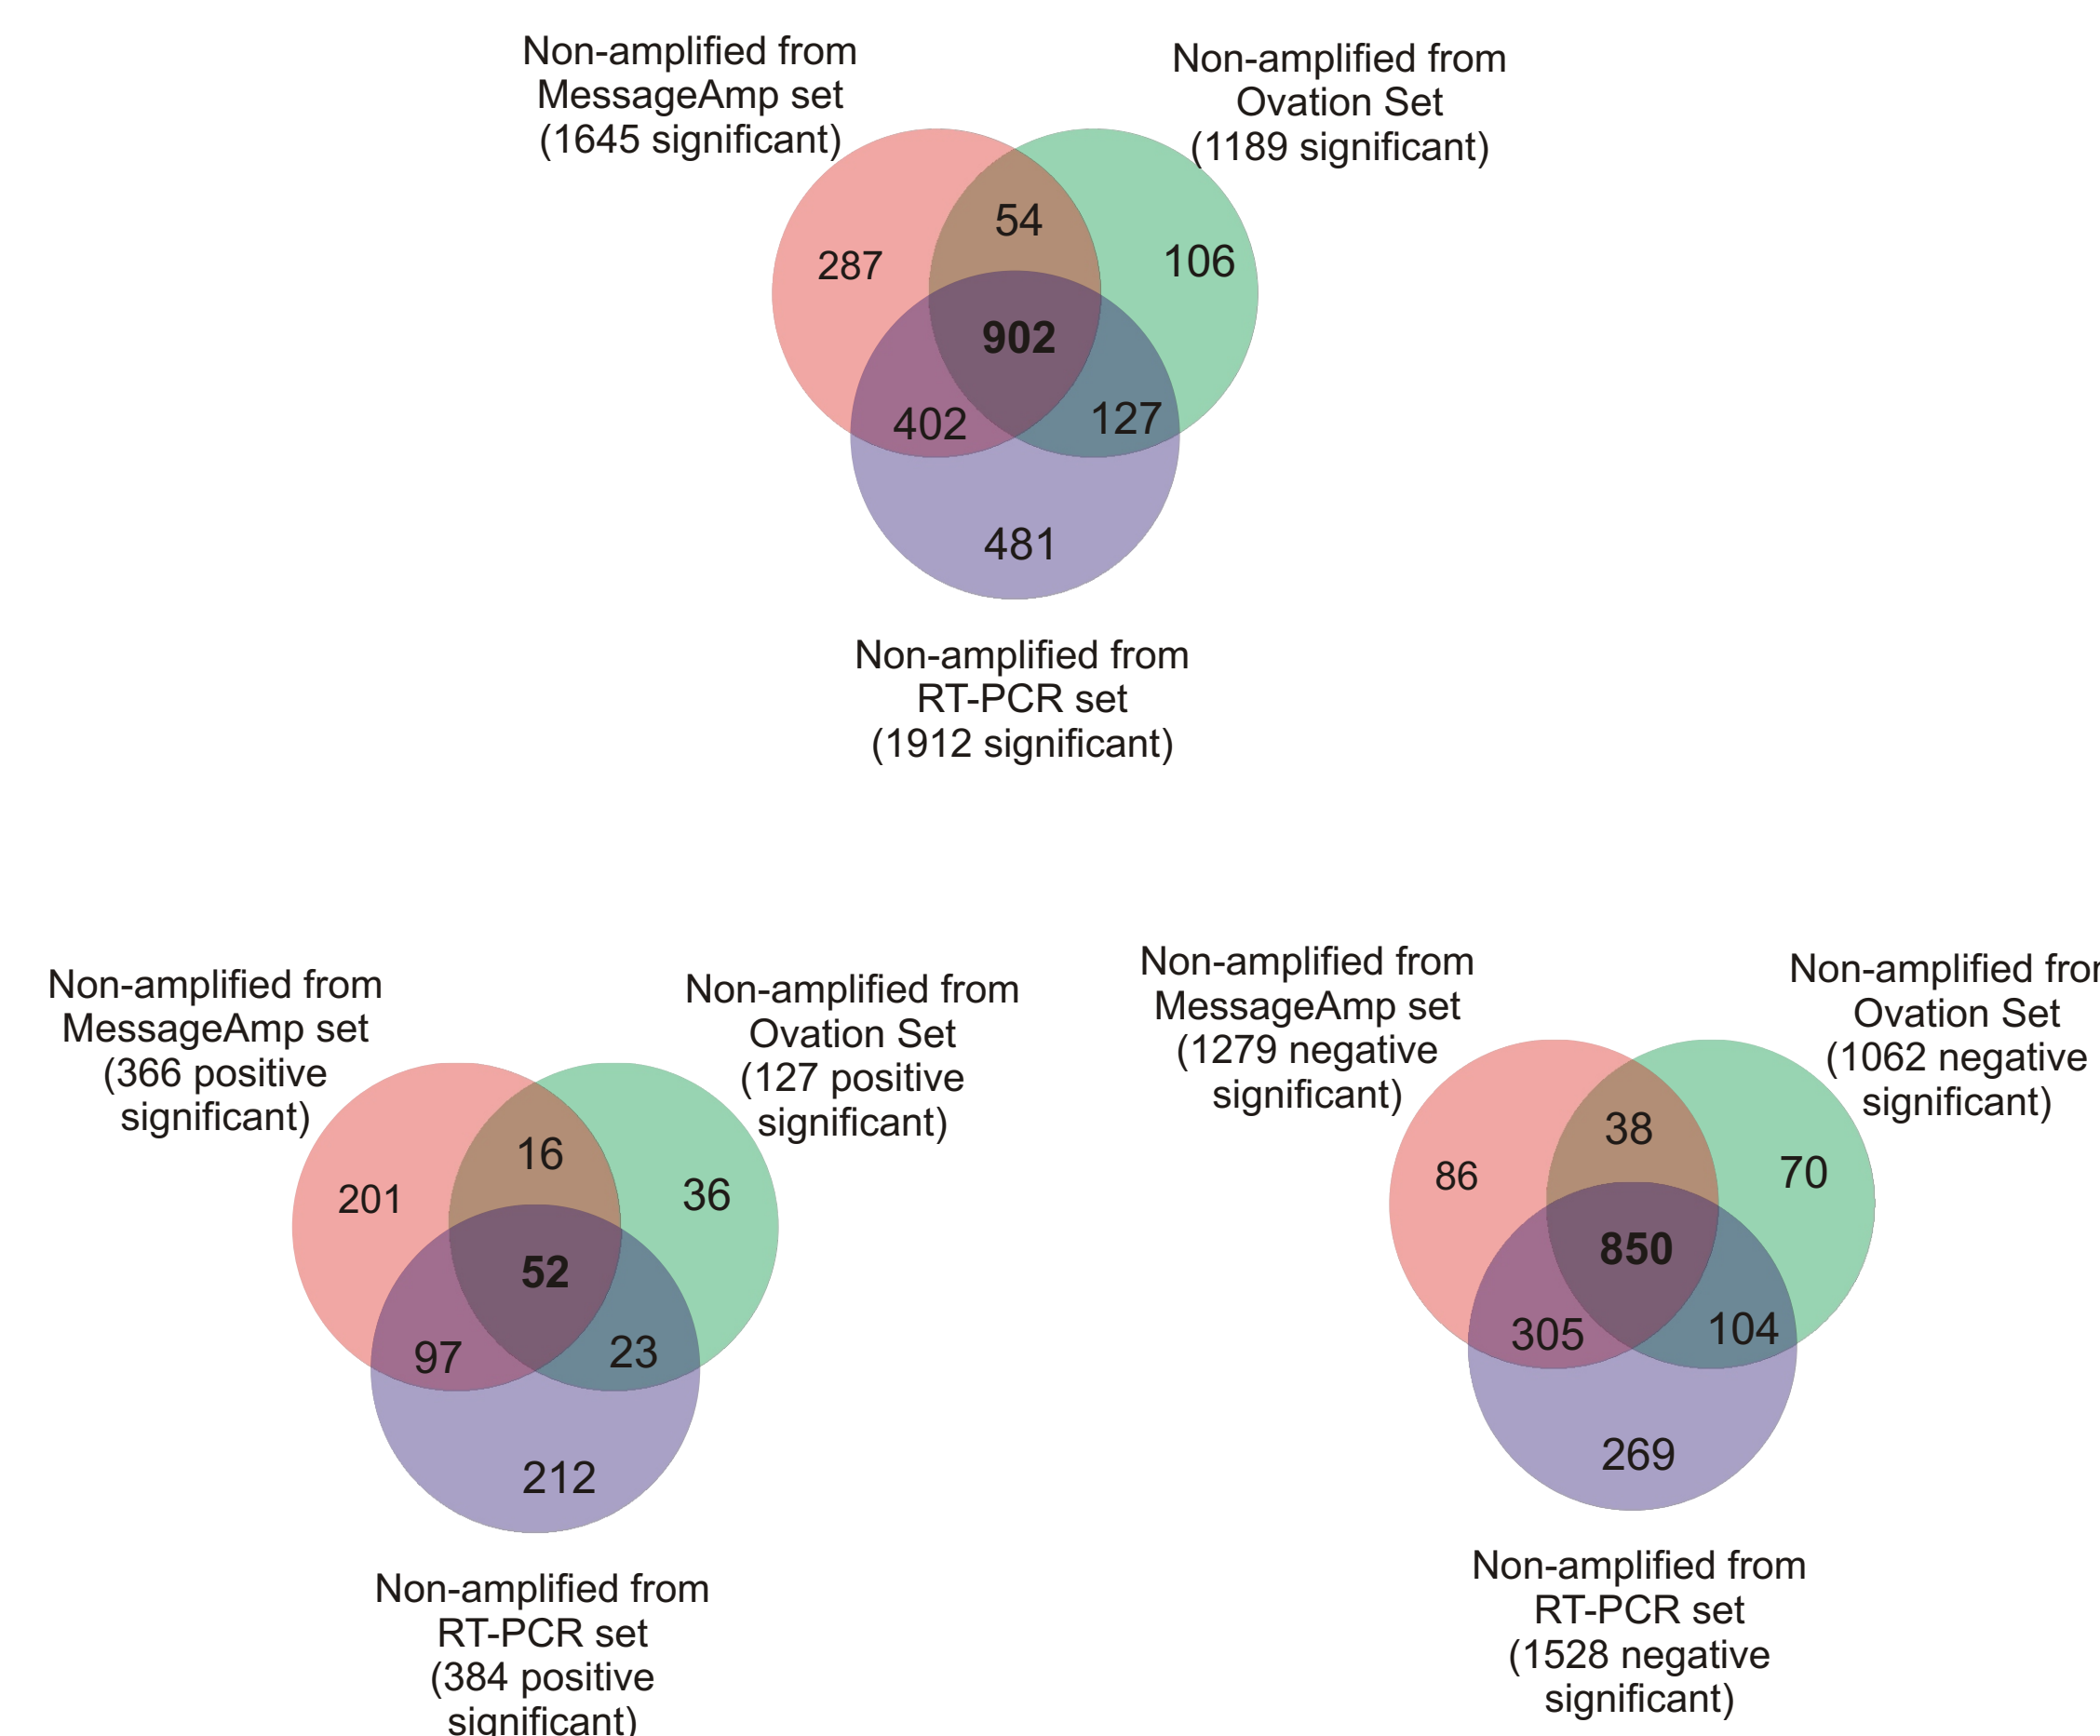 Non-amplified from
MessageAmp set
(1645 significant)
Non-amplified from
Ovation Set
(1189 significant)
54
287
106
902
402
127
481
Non-amplified from
RT-PCR set
(1912 significant)
Non-amplified from
MessageAmp set
(366 positive
significant)
Non-amplified from
Ovation Set
(127 positive
significant)
16
201
36
52
97
23
212
Non-amplified from
RT-PCR set
(384 positive
significant)
Non-amplified from
MessageAmp set
(1279 negative
significant)
Non-amplified
Ovation Set
(1062 negative
significant)
38
86
70
850
305
104
269
Non-amplified from
RT-PCR set
(1528 negative
significant)